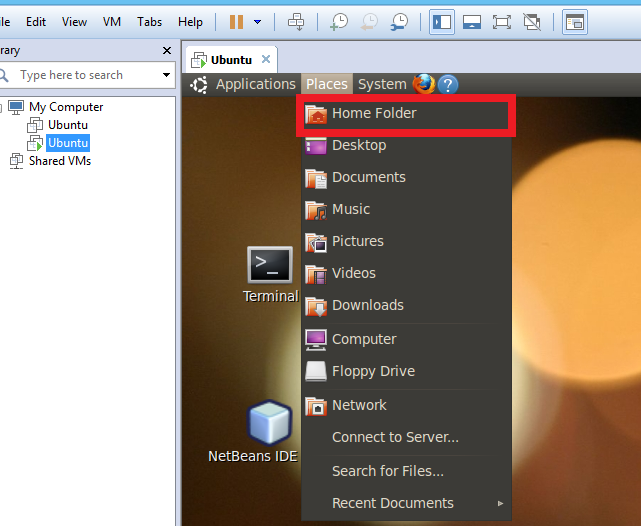 ile Edit View VM Tabs Help
rary
Type here to search
My Computer
Ubuntu
Ubuntu
Shared VMs
Ubuntu
Applications Places System ?
Home Folder
Desktop
Documents
Music
Pictures
Videos
Downloads
Computer
Floppy Drive
Network
Connect to Server...
Search for Files...
Recent Documents
>_
Terminal
NetBeans IDE